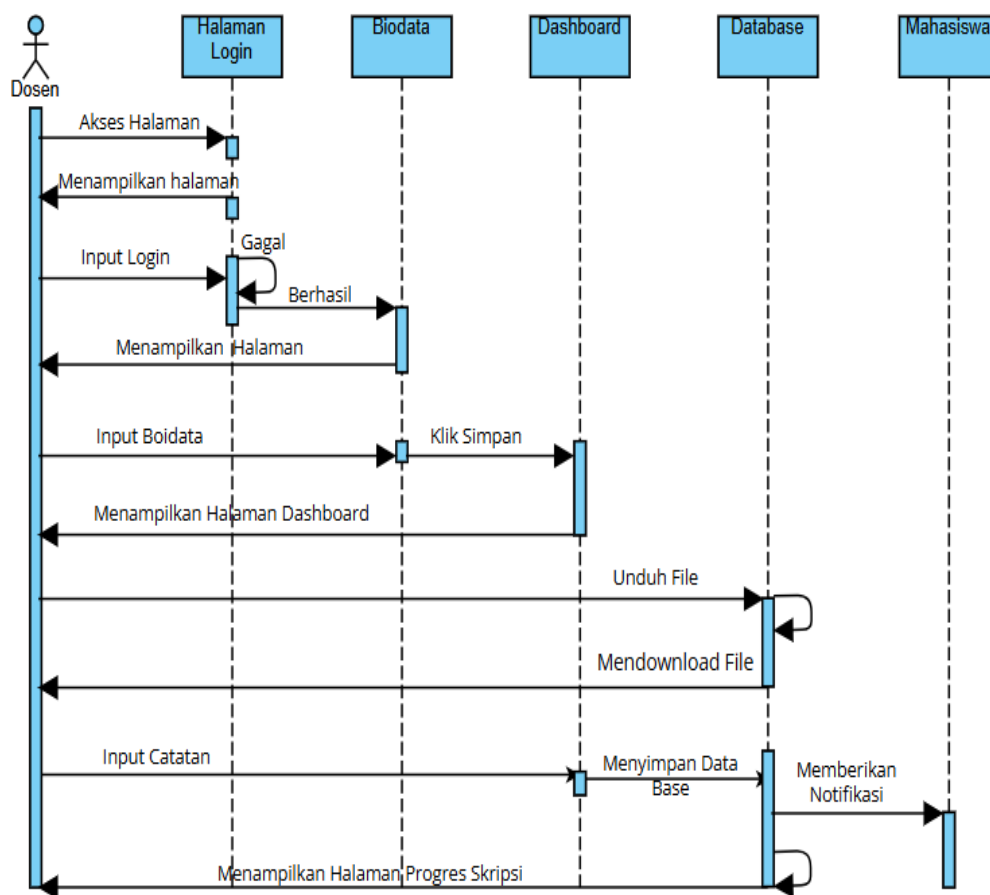 Halaman
Login
Biodata
Dashboard
Database
Mahasiswa
Dosen
Akses Halaman
Menampilkan halaman
Gagal
Input Login
Berhasil
Menampilkan Halaman
Input Boidata
Klik Simpan
Menampilkan Halaman Dashboard
Unduh File
Mendownload File
Input Catatan
Menyimpan Data
Base
Memberikan
Notifikasi
Menampilkan Halaman Progres Skripsi